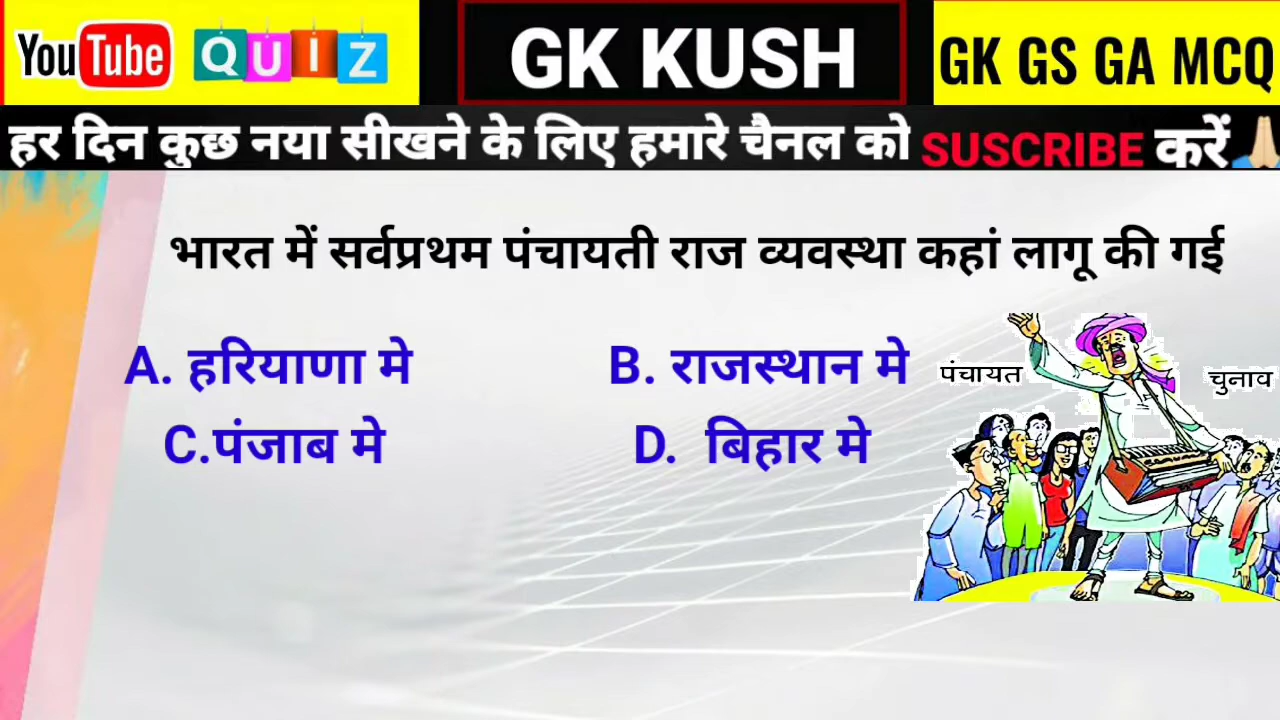 YouTube QUIZ GK KUSH GK GS GA MCQ
हर दिन कुछ नया सीखने के लिए हमारे चैनल को SUSCRIBE करें
भारत में सर्वप्रथम पंचायती राज व्यवस्था कहां लागू की गई
A. हरियाणा मे B. राजस्थान मे
C.पंजाब मे D. बिहार मे
पंचायत चुनाव